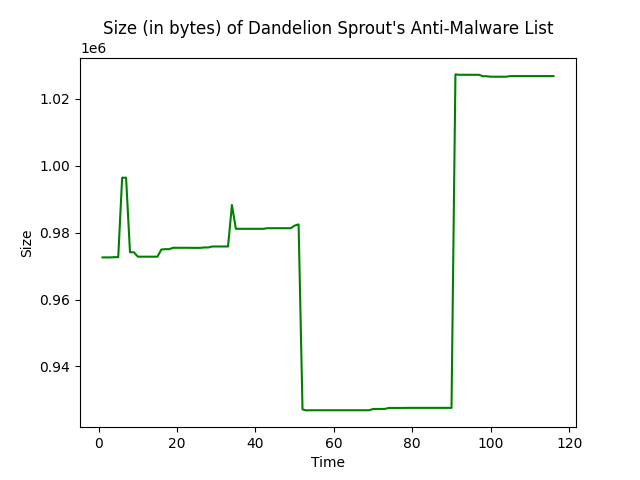 Size (in bytes) of Dandelion Sprout's Anti-Malware List
1e6
1.02
1.00
0.98
0.96
0.94
Size
0 20 40 60 80 100 120
Time